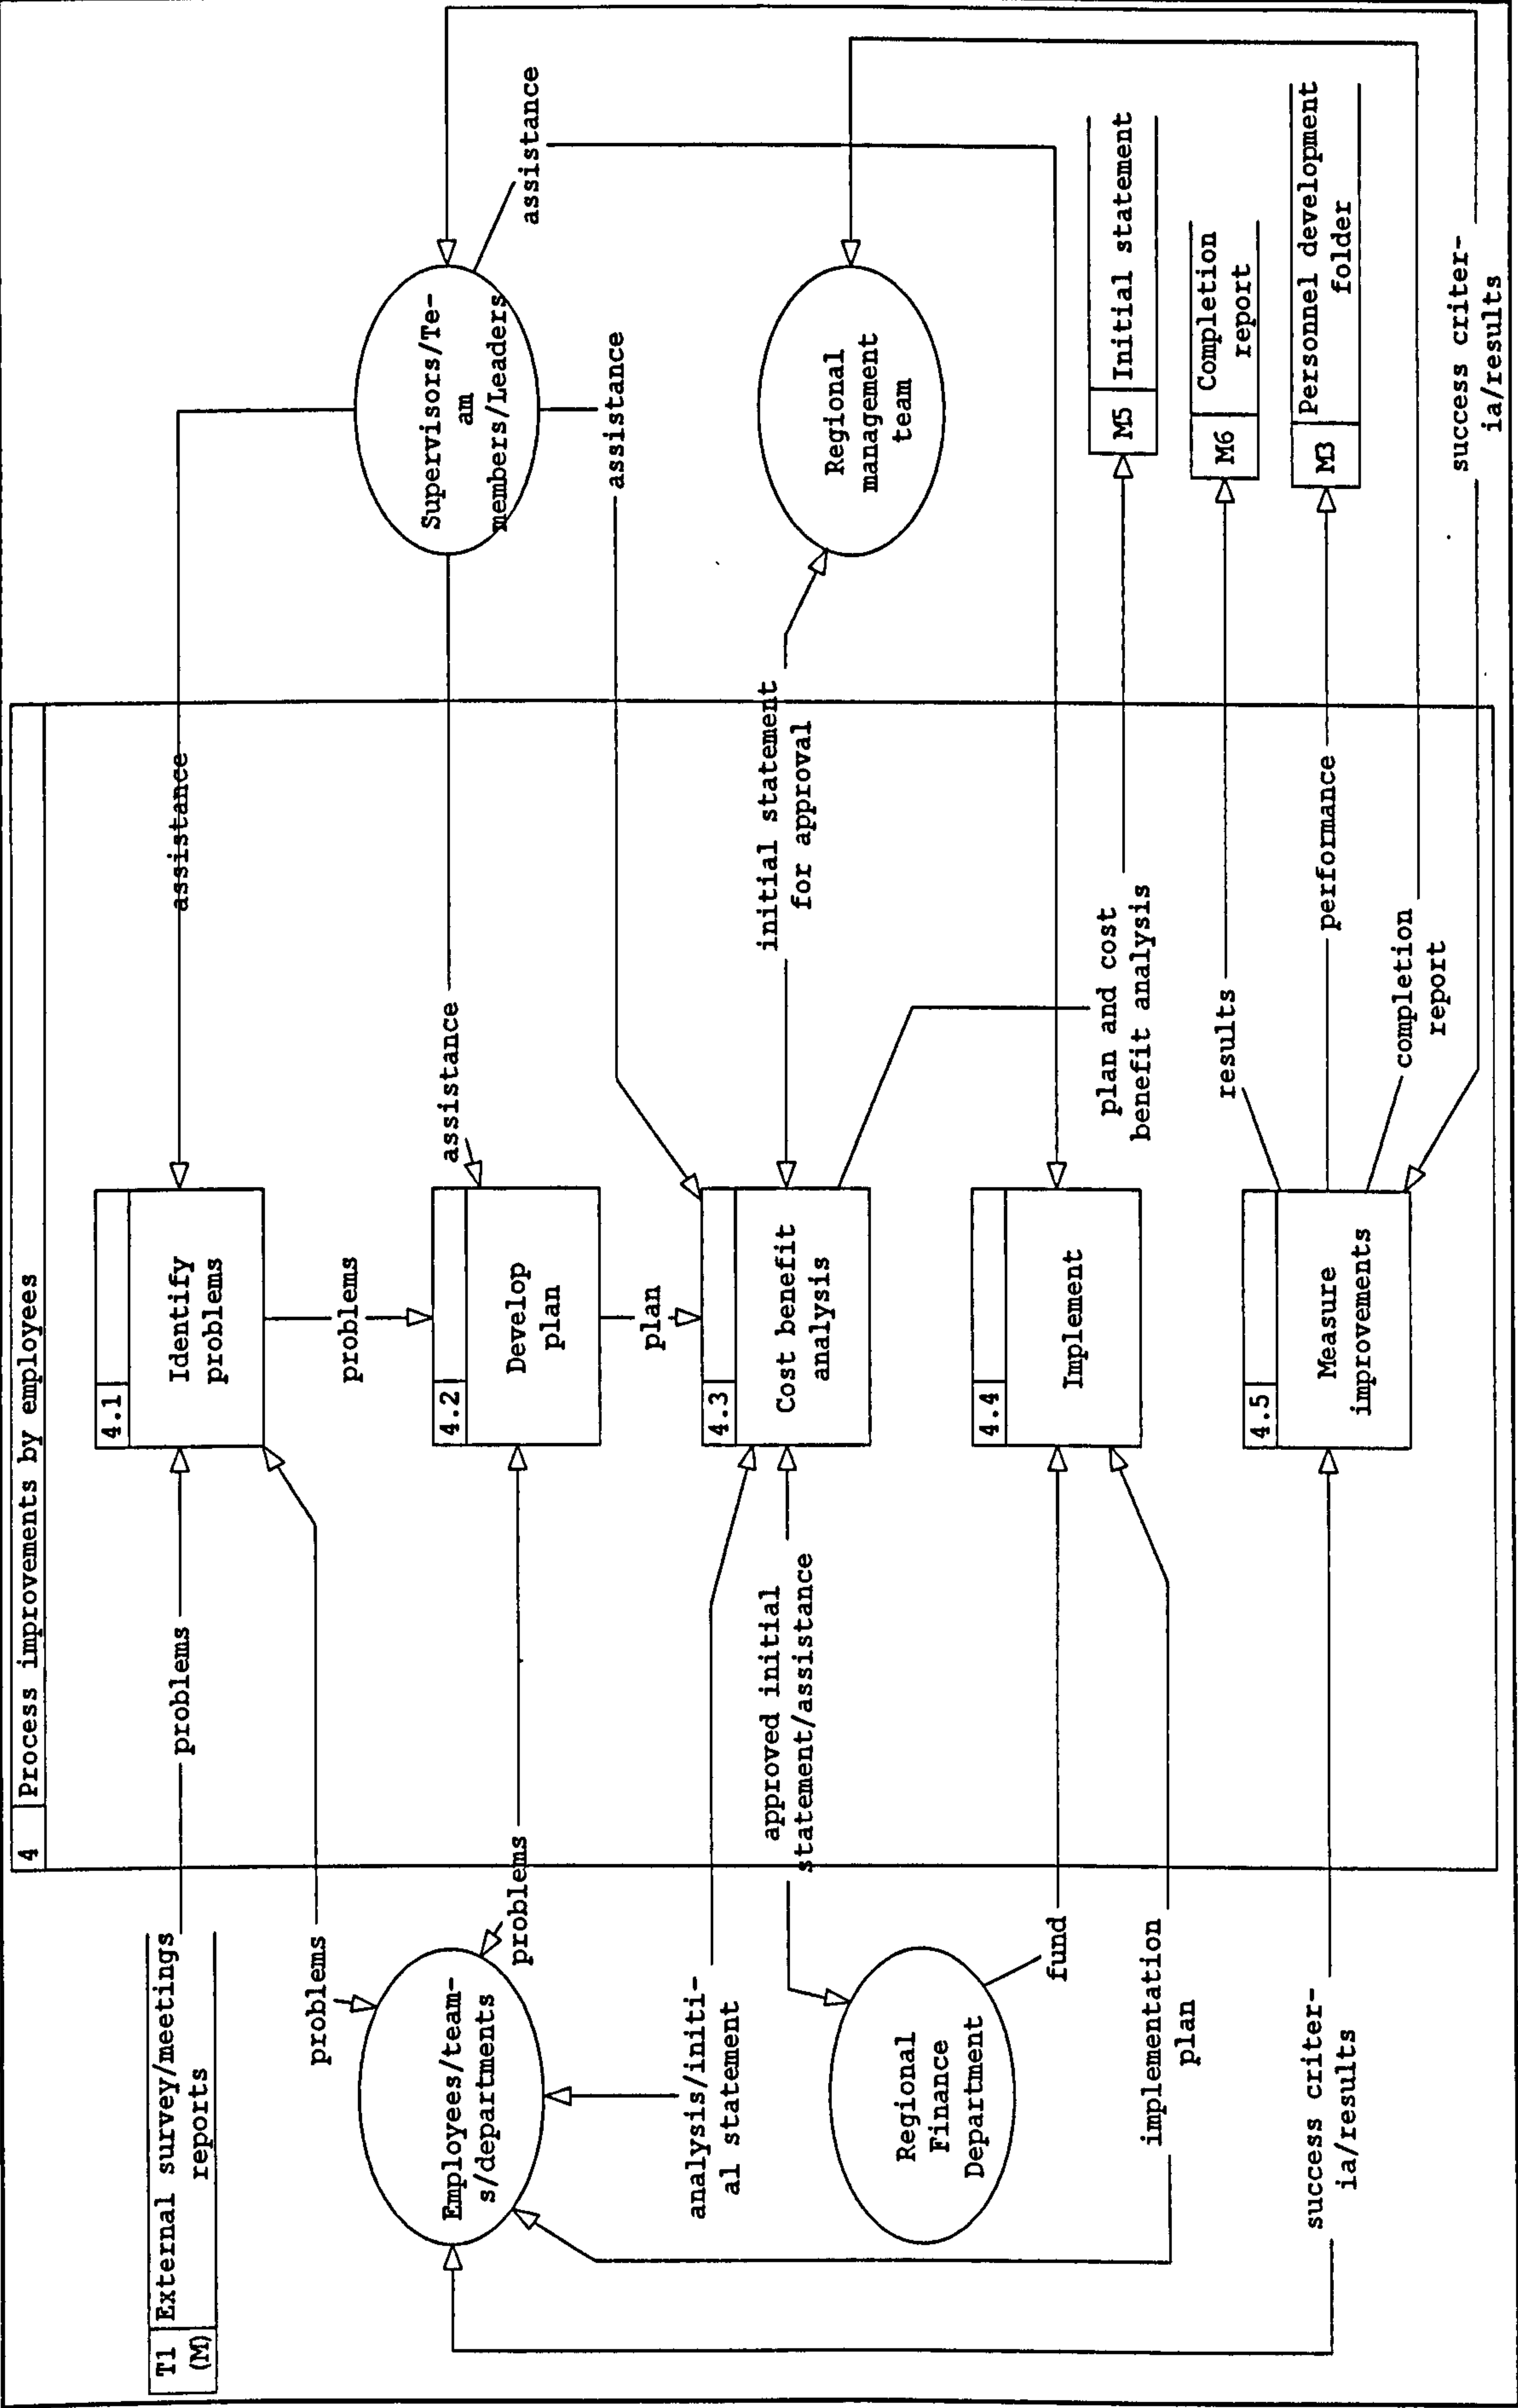 4
Process improvements by employees
T1
(M)
External survey/meetings
reports
problems
4.1
Identify
problems
assistance
problems
problems
Employees/team-
s/departments
problems
4.2
Develop
plan
assistance
Supervisors/Te-
am
members/Leaders
assistance
plan
assistance
analysis/initi-
al statement
4.3
Cost benefit
analysis
approved initial
statement/assistance
initial statement
for approval
Regional
management
team
Regional
Finance
Department
fund
4.4
Implement
plan and cost
benefit analysis
M5
Initial statement
implementation
plan
results
M6
Completion
report
4.5
Measure
improvements
performance
M3
Personnel development
folder
success criter-
ia/results
completion
report
success criter-
ia/results